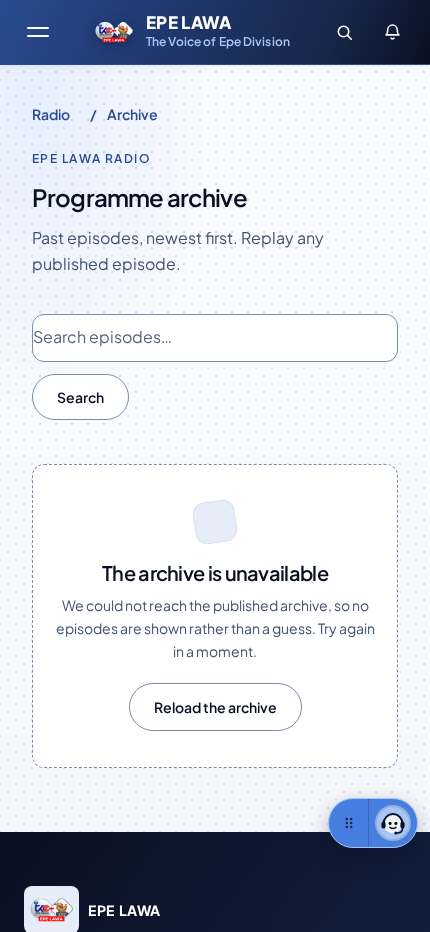 EPE LAWA
The Voice of Epe Division
Radio / Archive
EPE LAWA RADIO
Programme archive
Past episodes, newest first. Replay any
published episode.
Search episodes...
Search
The archive is unavailable
We could not reach the published archive, so no
episodes are shown rather than a guess. Try again
in a moment.
Reload the archive
EPE LAWA
EPE LAWA